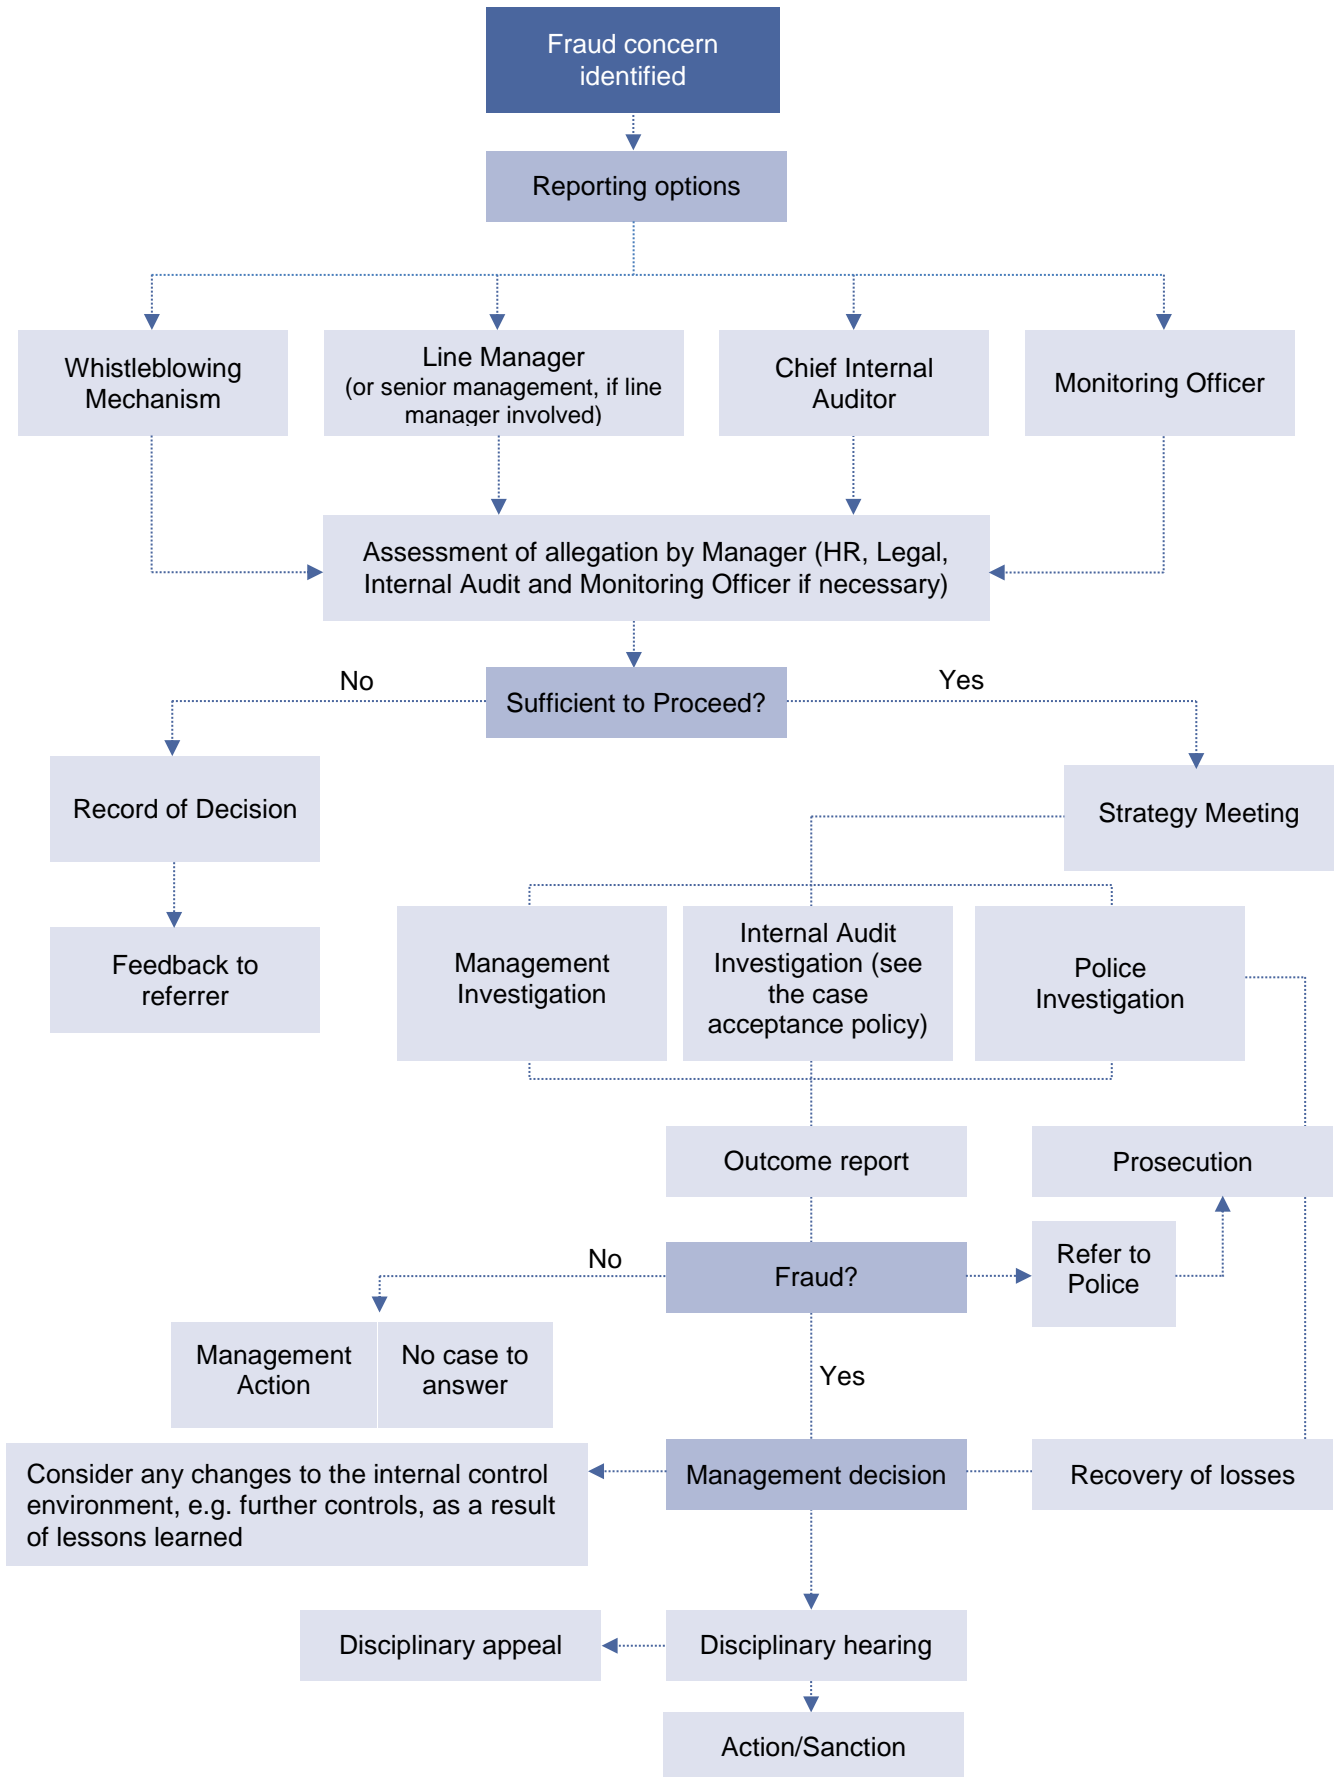 Fraud concern
identified
Reporting options
Whistleblowing
Mechanism
Line Manager
(or senior management, if line
manager involved)
Chief Internal
Auditor
Monitoring Officer
Assessment of allegation by Manager (HR, Legal,
Internal Audit and Monitoring Officer if necessary)
No
Sufficient to Proceed?
Yes
Record of Decision
Strategy Meeting
Feedback to
referrer
Management
Investigation
Internal Audit
Investigation (see
the case
acceptance policy)
Police
Investigation
Outcome report
Prosecution
No
Fraud?
Refer to
Police
Management
Action
No case to
answer
Yes
Consider any changes to the internal control
environment, e.g. further controls, as a result
of lessons learned
Management decision
Recovery of losses
Disciplinary appeal
Disciplinary hearing
Action/Sanction